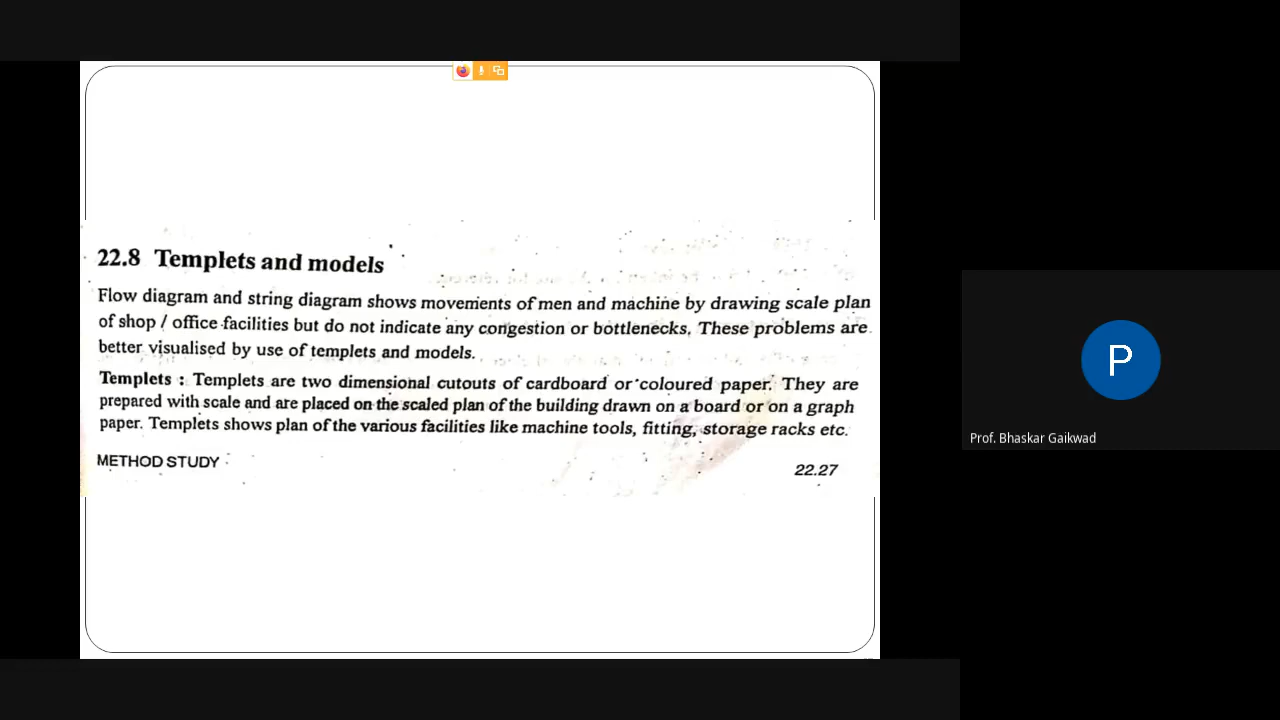 22.8 Templets and models
Flow diagram and string diagram shows movements of men and machine by drawing scale plan
of shop / office facilities but do not indicate any congestion or bottlenecks. These problems are
better visualised by use of templets and models.
Templets : Templets are two dimensional cutouts of cardboard or coloured paper. They are
prepared with scale and are placed on the scaled plan of the building drawn on a board or on a graph
paper. Templets shows plan of the various facilities like machine tools, fitting, storage racks etc.
METHOD STUDY
22.27
P
Prof. Bhaskar Gaikwad